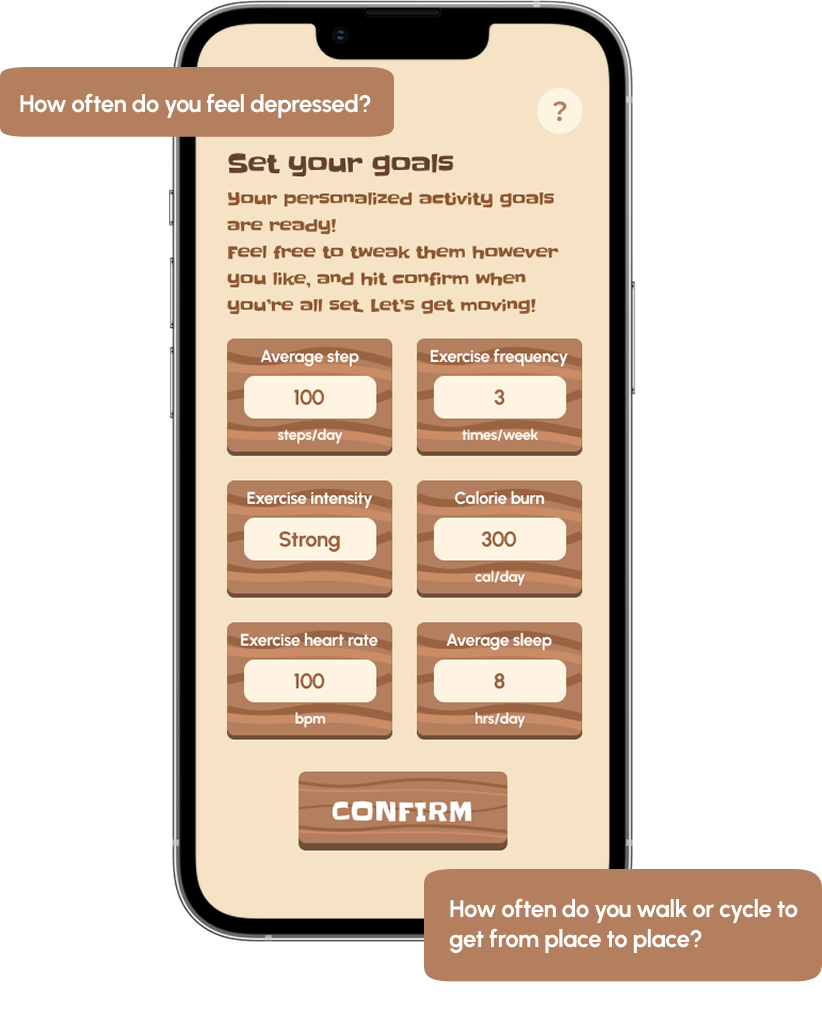 How often do you feel depressed?
?
Set your goals
Your personalized activity goals
are ready!
Feel free to tweak them however
you like, and hit confirm when
you're all set. Let's get moving!
Average step
100
steps/day
Exercise frequency
3
times/week
Exercise intensity
Strong
Calorie burn
300
cal/day
Exercise heart rate
100
bpm
Average sleep
8
hrs/day
CONFIRM
How often do you walk or cycle to
get from place to place?